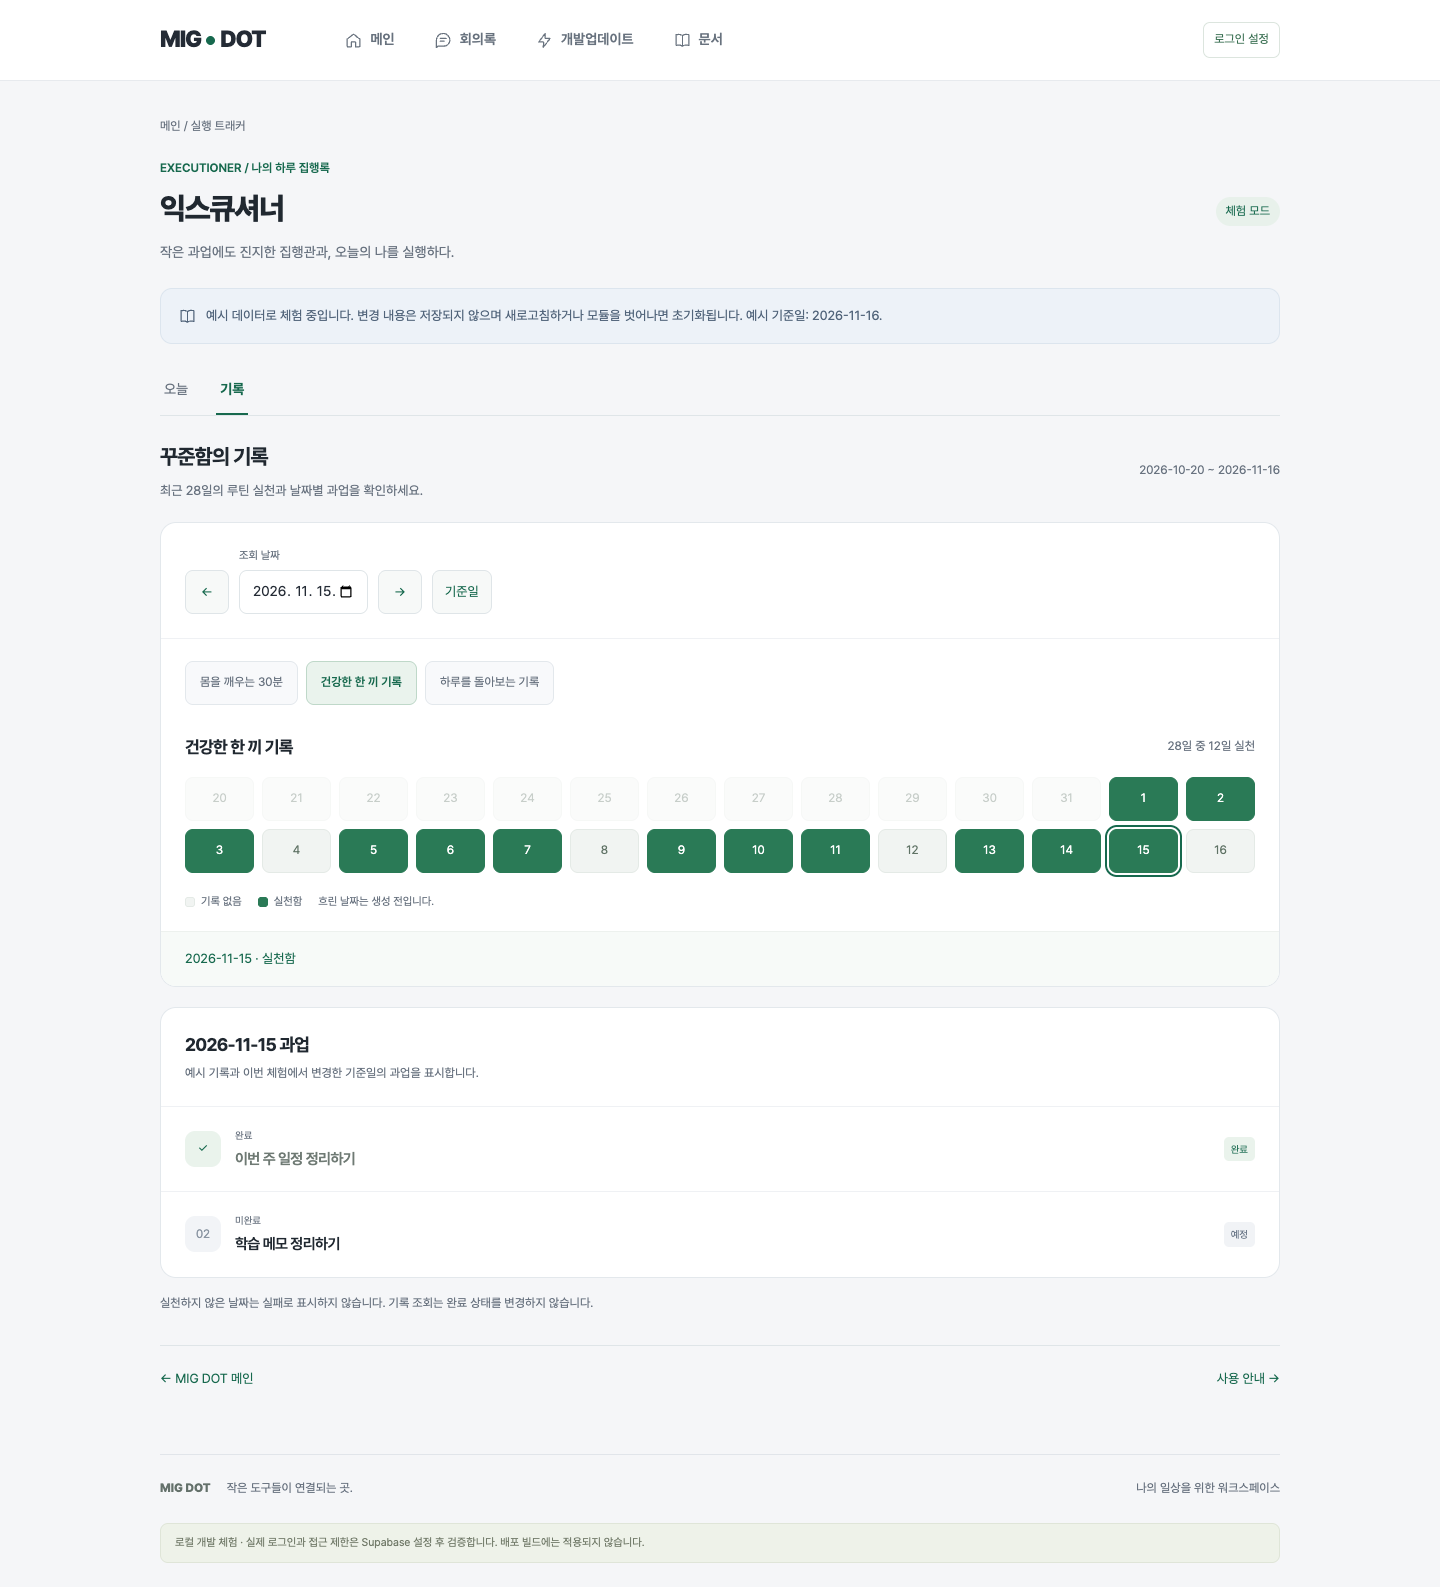 MIG DOT
메인
회의록
개발업데이트
문서
로그인 설정
메인 / 실행 트래커
EXECUTIONER / 나의 하루 집행록
익스큐셔너
체험 모드
작은 과업에도 진지한 집행관과, 오늘의 나를 실행하다.
예시 데이터로 체험 중입니다. 변경 내용은 저장되지 않으며 새로고침하거나 모듈을 벗어나면 초기화됩니다. 예시 기준일: 2026-11-16.
오늘
기록
꾸준함의 기록
2026-10-20 ~ 2026-11-16
최근 28일의 루틴 실천과 날짜별 과업을 확인하세요.
조회 날짜
← 2026. 11. 15. → 기준일
몸을 깨우는 30분
건강한 한 끼 기록
하루를 돌아보는 기록
건강한 한 끼 기록
28일 중 12일 실천
20 21 22 23 24 25 26 27 28 29 30 31 1 2
3 4 5 6 7 8 9 10 11 12 13 14 15 16
기록 없음 실천함 흐린 날짜는 생성 전입니다.
2026-11-15 · 실천함
2026-11-15 과업
예시 기록과 이번 체험에서 변경한 기준일의 과업을 표시합니다.
✓
완료
이번 주 일정 정리하기
완료
02
미완료
학습 메모 정리하기
예정
실천하지 않은 날짜는 실패로 표시하지 않습니다. 기록 조회는 완료 상태를 변경하지 않습니다.
← MIG DOT 메인
사용 안내 →
MIG DOT 작은 도구들이 연결되는 곳.
나의 일상을 위한 워크스페이스
로컬 개발 체험 · 실제 로그인과 접근 제한은 Supabase 설정 후 검증합니다. 배포 빌드에는 적용되지 않습니다.